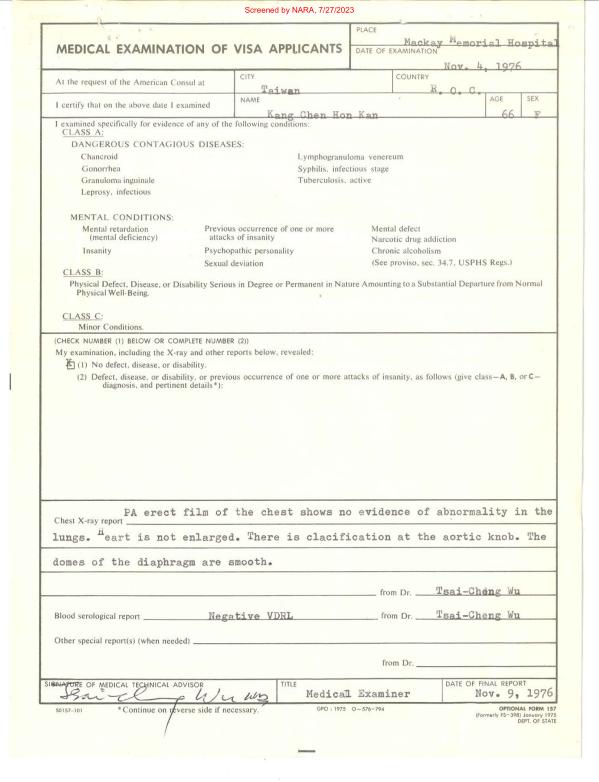 Screened by NARA, 7/27/2023
MEDICAL EXAMINATION OF VISA APPLICANTS
PLACE
Mackay Memorial Hospital
DATE OF EXAMINATION
Nov. 4, 1976
At the request of the American Consul at
CITY
Taiwan
COUNTRY
R. O. C.
I certify that on the above date I examined
NAME
Kang Chen Hon Kan
AGE
66
SEX
F
I examined specifically for evidence of any of the following conditions:
CLASS A:
DANGEROUS CONTAGIOUS DISEASES:
Chancroid Lymphogranuloma venereum
Gonorrhea Syphilis, infectious stage
Granuloma inguinale Tuberculosis, active
Leprosy, infectious
MENTAL CONDITIONS:
Mental retardation Previous occurrence of one or more Mental defect
(mental deficiency) attacks of insanity Narcotic drug addiction
Insanity Psychopathic personality Chronic alcoholism
Sexual deviation (See proviso, sec. 34.7, USPHS Regs.)
CLASS B:
Physical Defect, Disease, or Disability Serious in Degree or Permanent in Nature Amounting to a Substantial Departure from Normal
Physical Well-Being.
CLASS C:
Minor Conditions.
(CHECK NUMBER (1) BELOW OR COMPLETE NUMBER (2))
My examination, including the X-ray and other reports below, revealed:
X (1) No defect, disease, or disability.
(2) Defect, disease, or disability, or previous occurrence of one or more attacks of insanity, as follows (give class—A, B, or C—
diagnosis, and pertinent details*):
PA erect film of the chest shows no evidence of abnormality in the
Chest X-ray report
lungs. Heart is not enlarged. There is clacification at the aortic knob. The
domes of the diaphragm are smooth.
from Dr. Tsai-Cheng Wu
Blood serological report Negative VDRL from Dr. Tsai-Cheng Wu
Other special report(s) (when needed)
from Dr.
SIGNATURE OF MEDICAL TECHNICAL ADVISOR
TITLE
Medical Examiner
DATE OF FINAL REPORT
Nov. 9, 1976
50157-101 *Continue on reverse side if necessary. GPO : 1975 O-576-794 OPTIONAL FORM 157
(Formerly FS-398) January 1975
DEPT. OF STATE